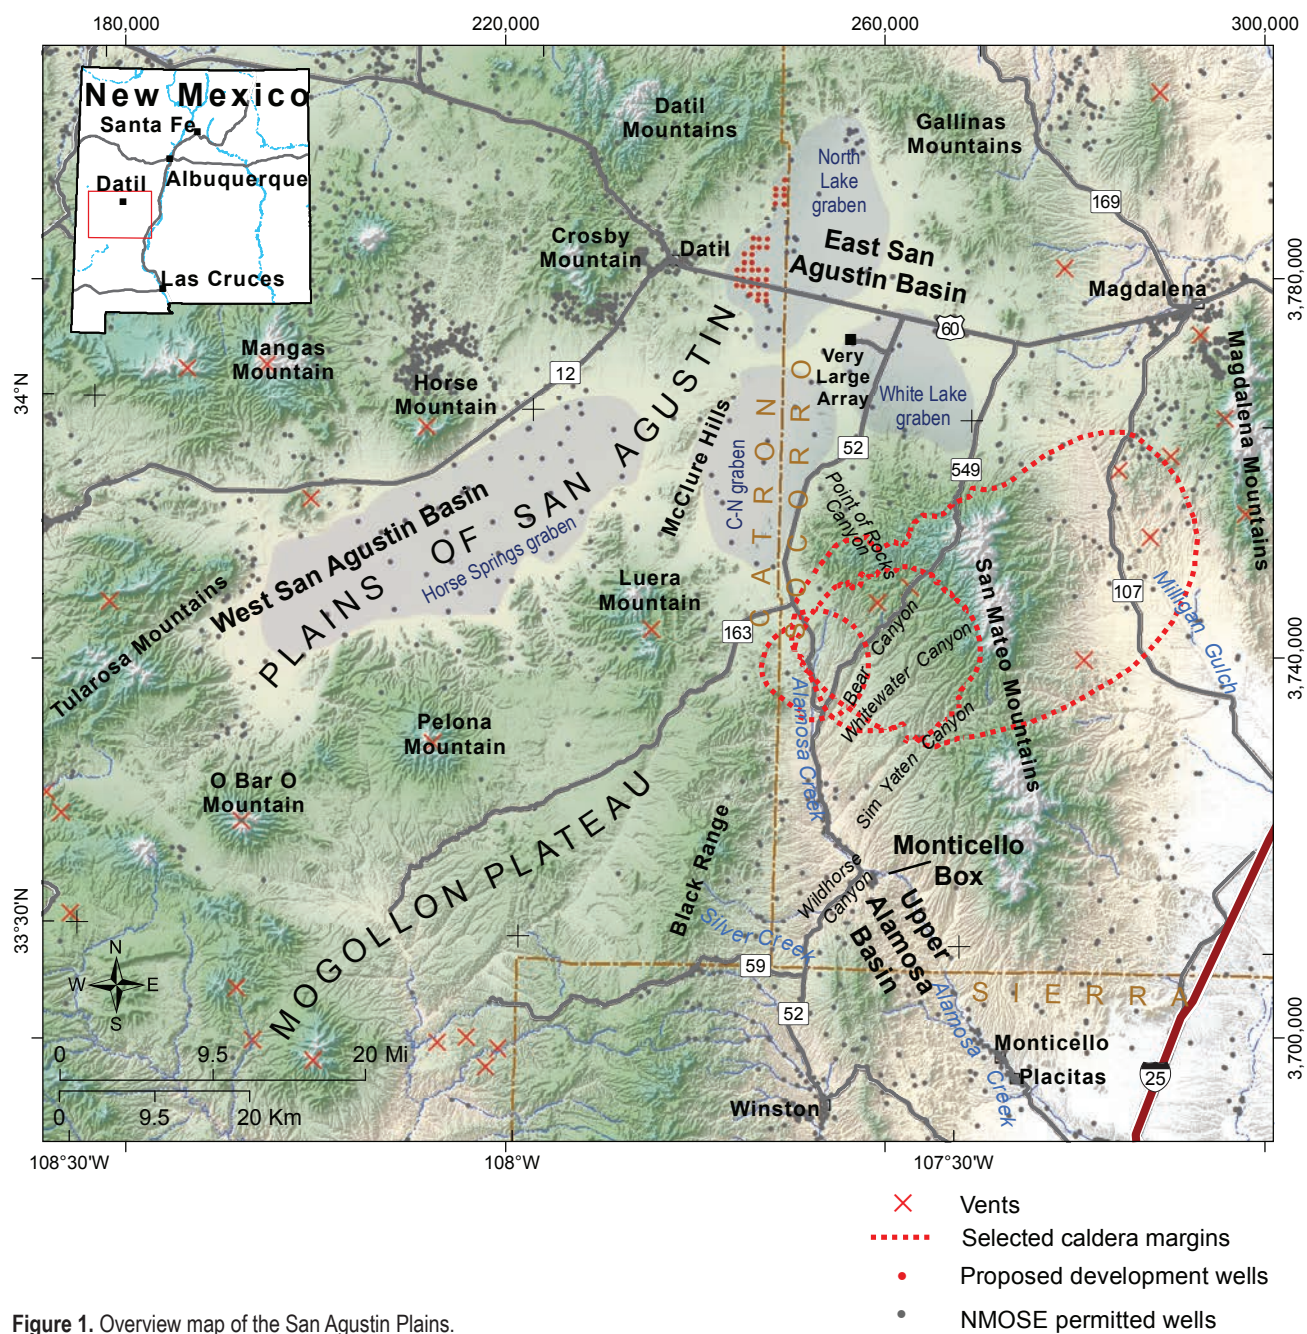 180,000
220,000
260,000
300,000
New Mexico
Santa Fe
Albuquerque
Datil
Las Cruces
Datil
Mountains
Gallinas
Mountains
North
Lake
graben
169
Crosby
Mountain
Datil
East San
Agustin Basin
3,780,000
Magdalena
60
Mangas
Mountain
Horse
Mountain
12
Very
Large
Array
White Lake
graben
Magdalena Mountains
34°N
McClure Hills
C-N graben
CATRON
SOCORRO
52
549
Point of Rocks
Canyon
West San Agustin Basin
PLAINS OF SAN AGUSTIN
Horse Springs graben
Luera
Mountain
San Mateo Mountains
107
Milligan Gulch
Tularosa Mountains
163
Bear Canyon
Whitewater Canyon
3,740,000
Alamosa Creek
Sim Yaten Canyon
Pelona
Mountain
O Bar O
Mountain
MOGOLLON PLATEAU
Black Range
Monticello
Box
Wildhorse
Canyon
Upper
Alamosa
Basin
33°30'N
Silver Creek
N
W
E
S
59
SIERRA
52
Alamosa Creek
3,700,000
Monticello
Placitas
25
0
9.5
20 Mi
0
9.5
20 Km
Winston
108°30'W
108°W
107°30'W
Vents
Selected caldera margins
Proposed development wells
NMOSE permitted wells
Figure 1. Overview map of the San Agustin Plains.